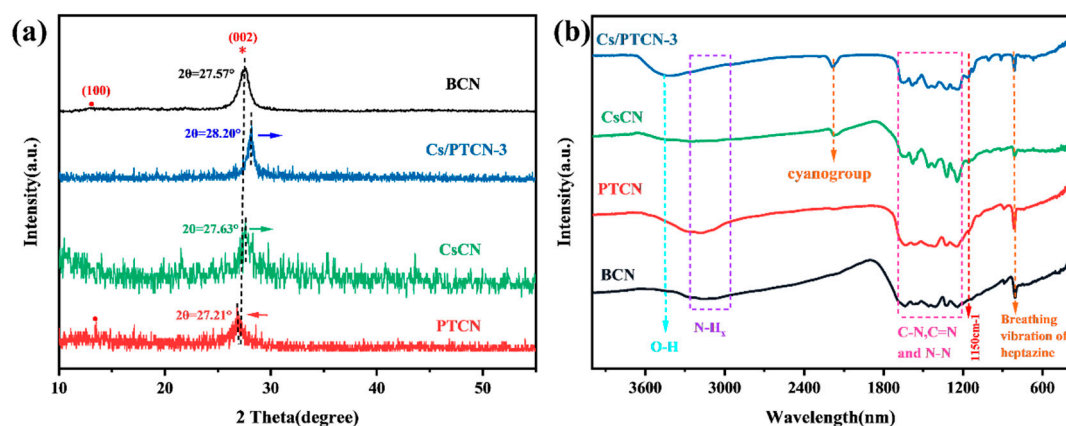 (a)
(002)
*
2θ=27.57°
(100)
BCN
2θ=28.20°
Cs/PTCN-3
CsCN
2θ=27.63°
2θ=27.21°
PTCN
Intensity(a.u.)
10 20 30 40 50
2 Theta(degree)
(b)
Cs/PTCN-3
CsCN
cyanogroup
PTCN
BCN
N-Hx
O-H
C-N,C=N
and N-N
1150cm-1
Breathing
vibration of
heptazine
Intensity(a.u.)
3600 3000 2400 1800 1200 600
Wavelength(nm)